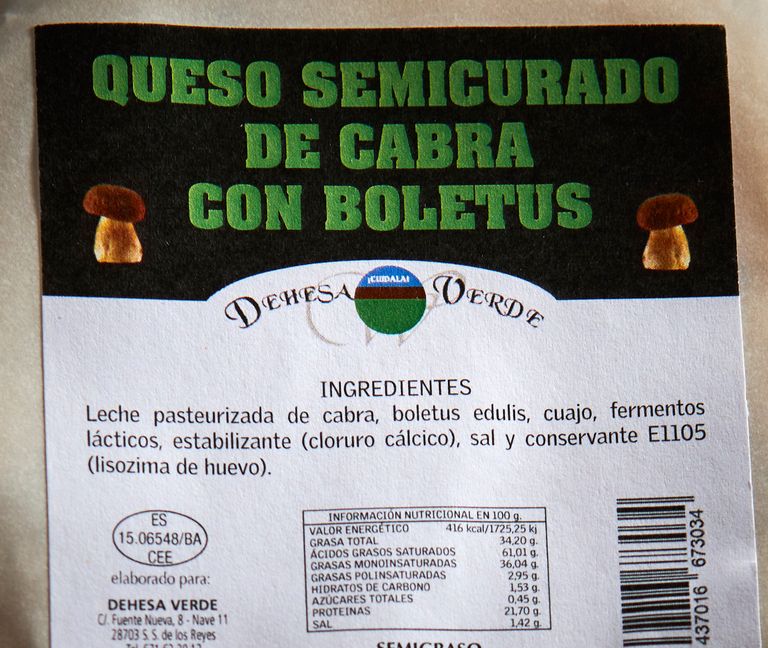 QUESO SEMICURADO
DE CABRA
CON BOLETUS
¡CUIDALA!
DEHESA VERDE
INGREDIENTES
Leche pasteurizada de cabra, boletus edulis, cuajo, fermentos
lácticos, estabilizante (cloruro cálcico), sal y conservante E1105
(lisozima de huevo).
ES
15.06548/BA
CEE
elaborado para:
DEHESA VERDE
C/. Fuente Nueva, 8 - Nave 11
28703 S. S. de los Reyes
INFORMACIÓN NUTRICIONAL EN 100 g.
VALOR ENERGÉTICO 416 kcal/1725,25 kj
GRASA TOTAL 34,20 g.
ÁCIDOS GRASOS SATURADOS 61,01 g.
GRASAS MONOINSATURADAS 36,04 g.
GRASAS POLINSATURADAS 2,95 g.
HIDRATOS DE CARBONO 1,53 g.
AZÚCARES TOTALES 0,45 g.
PROTEINAS 21,70 g.
SAL 1,42 g.
SEMIGRASO
437016 673034